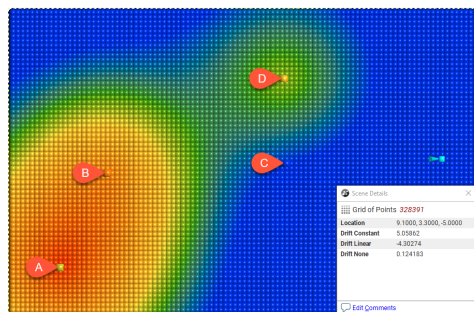 D
B
C
A
Scene Details
Grid of Points 328391
Location 9.1000, 3.3000, -5.0000
Drift Constant 5.05862
Drift Linear -4.30274
Drift None 0.124183
Edit Comments